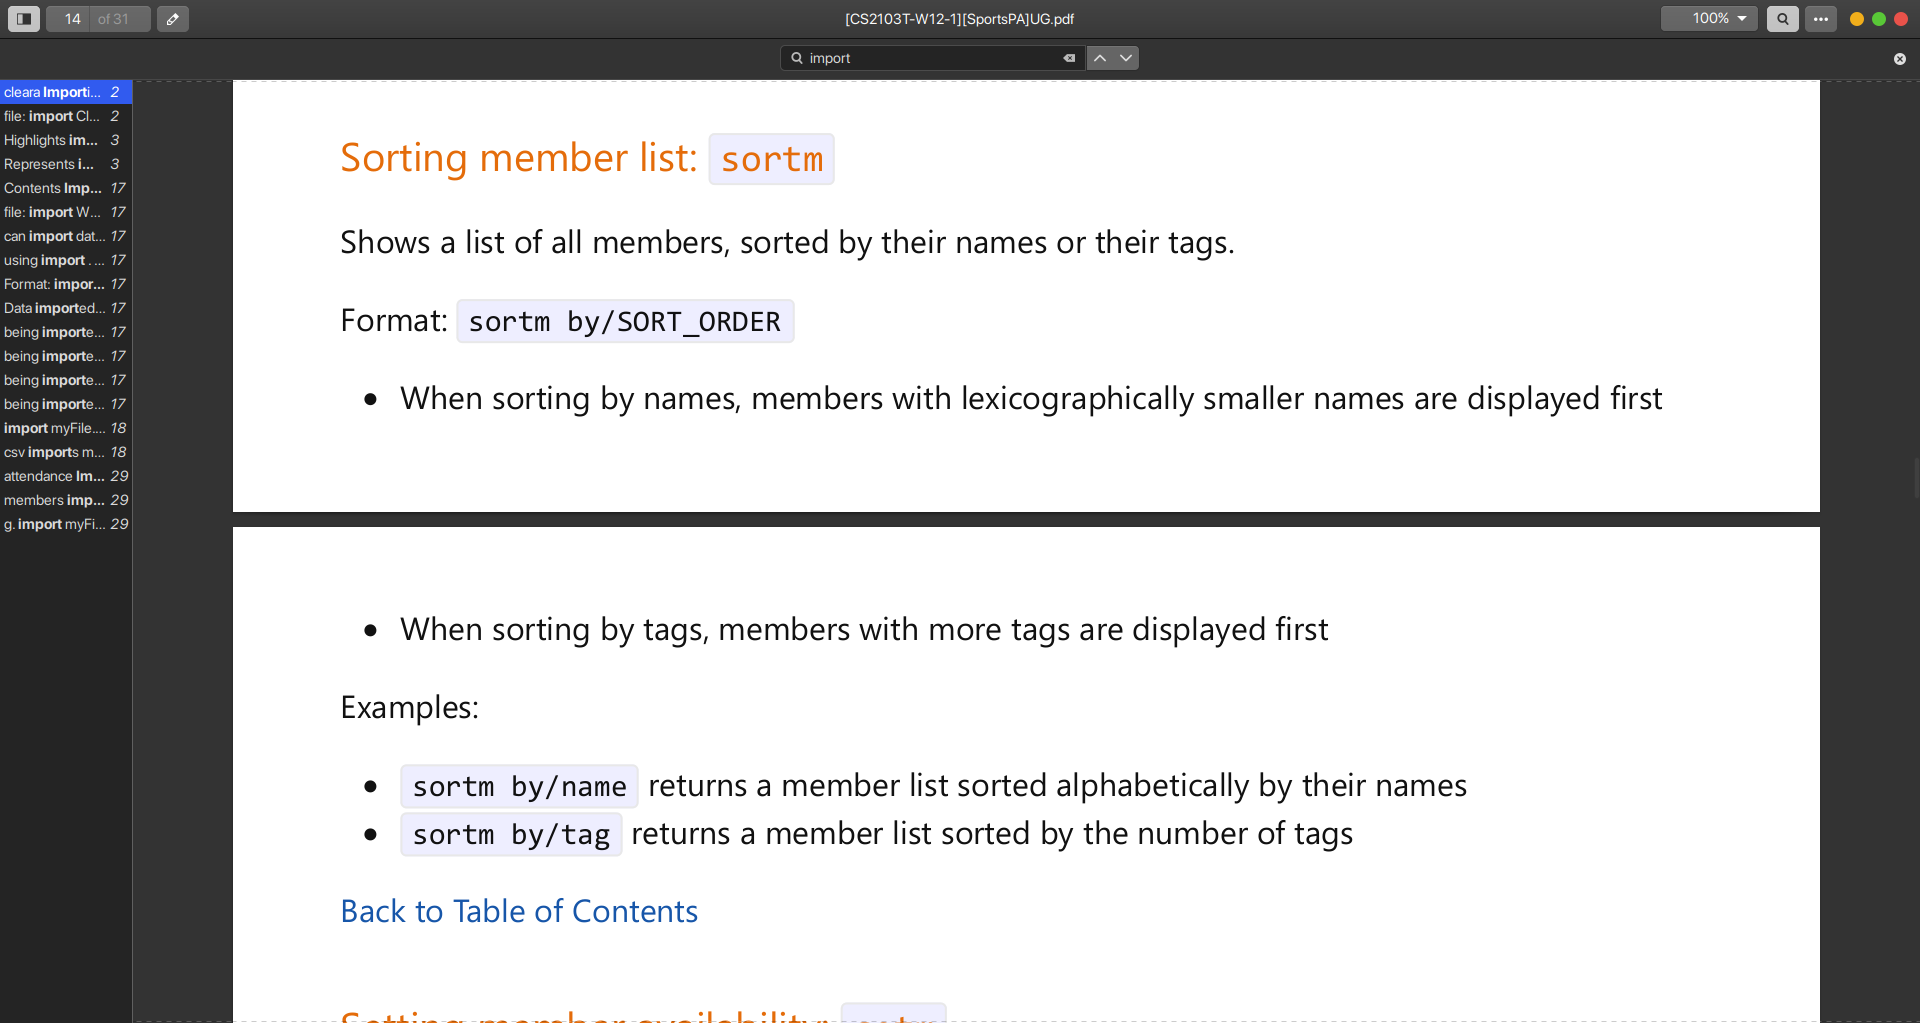 14 of 31
[CS2103T-W12-1][SportsPA]UG.pdf
100%
import
cleara Importi... 2
file: import Cl... 2
Highlights im... 3
Represents i... 3
Contents Imp... 17
file: import W... 17
can import dat... 17
using import . ... 17
Format: impor... 17
Data imported... 17
being importe... 17
being importe... 17
being importe... 17
being importe... 17
import myFile.... 18
csv imports m... 18
attendance Im... 29
members imp... 29
g. import myFi... 29
Sorting member list: sortm
Shows a list of all members, sorted by their names or their tags.
Format: sortm by/SORT_ORDER
• When sorting by names, members with lexicographically smaller names are displayed first
• When sorting by tags, members with more tags are displayed first
Examples:
• sortm by/name returns a member list sorted alphabetically by their names
• sortm by/tag returns a member list sorted by the number of tags
Back to Table of Contents
Setting member availability: